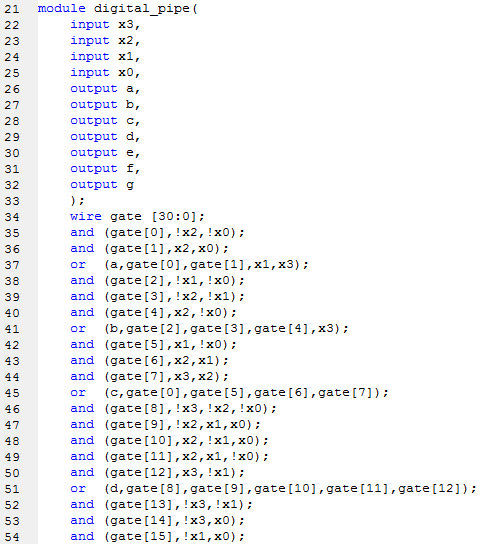 21 module digital_pipe(
22 input x3,
23 input x2,
24 input x1,
25 input x0,
26 output a,
27 output b,
28 output c,
29 output d,
30 output e,
31 output f,
32 output g
33 );
34 wire gate [30:0];
35 and (gate[0],!x2,!x0);
36 and (gate[1],x2,x0);
37 or (a,gate[0],gate[1],x1,x3);
38 and (gate[2],!x1,!x0);
39 and (gate[3],!x2,!x1);
40 and (gate[4],x2,!x0);
41 or (b,gate[2],gate[3],gate[4],x3);
42 and (gate[5],x1,!x0);
43 and (gate[6],x2,x1);
44 and (gate[7],x3,x2);
45 or (c,gate[0],gate[5],gate[6],gate[7]);
46 and (gate[8],!x3,!x2,!x0);
47 and (gate[9],!x2,x1,x0);
48 and (gate[10],x2,!x1,x0);
49 and (gate[11],x2,x1,!x0);
50 and (gate[12],x3,!x1);
51 or (d,gate[8],gate[9],gate[10],gate[11],gate[12]);
52 and (gate[13],!x3,!x1);
53 and (gate[14],!x3,x0);
54 and (gate[15],!x1,x0);